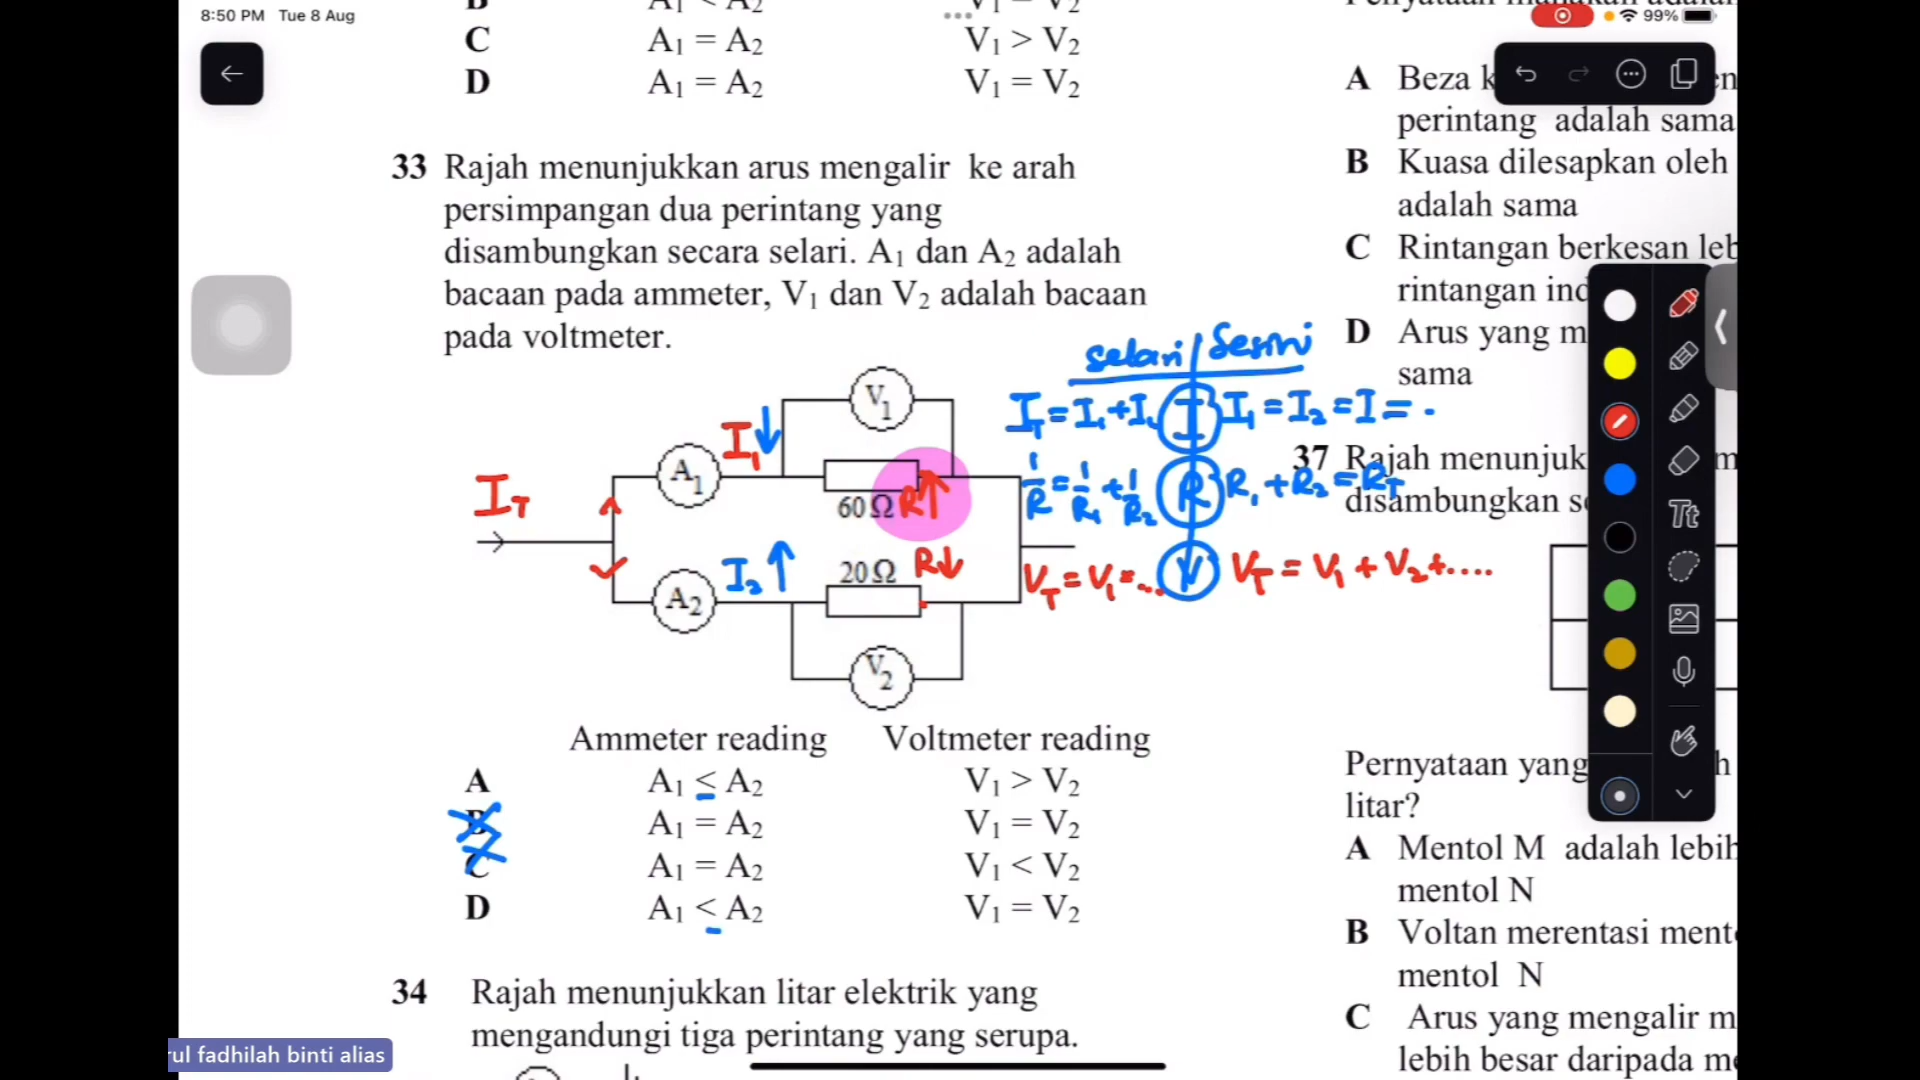 8:50 PM Tue 8 Aug
99%
C A₁ = A₂ V₁ > V₂
D A₁ = A₂ V₁ = V₂
33 Rajah menunjukkan arus mengalir ke arah
persimpangan dua perintang yang
disambungkan secara selari. A₁ dan A₂ adalah
bacaan pada ammeter, V₁ dan V₂ adalah bacaan
pada voltmeter.
selari Sesiri
I_T = I₁ + I₂ I I₁ = I₂ = I = ..
1/R = 1/R₁ + 1/R₂ R R₁ + R₂ = R_T
V_T = V₁ = ... V V_T = V₁ + V₂ + ....
V₁
I₁ ↓
A₁
I_T
60 Ω R↑
I₂ ↑
20 Ω R↓
A₂
V₂
Ammeter reading Voltmeter reading
A A₁ < A₂ V₁ > V₂
B A₁ = A₂ V₁ = V₂
C A₁ = A₂ V₁ < V₂
D A₁ < A₂ V₁ = V₂
34 Rajah menunjukkan litar elektrik yang
mengandungi tiga perintang yang serupa.
A Beza
perintang adalah sama
B Kuasa dilesapkan oleh
adalah sama
C Rintangan berkesan
rintangan
D Arus yang
sama
37 Rajah
disambungkan
Pernyataan yang
litar?
A Mentol M adalah
mentol N
B Voltan merentasi
mentol N
C Arus yang mengalir
lebih besar daripada
Tt
fadhilah binti alias